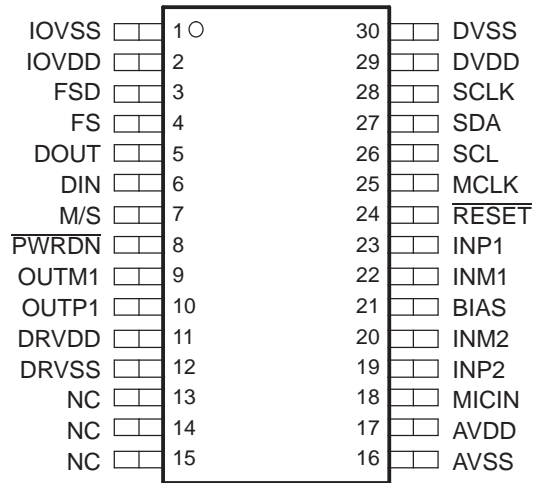 IOVSS 1 30 DVSS
IOVDD 2 29 DVDD
FSD 3 28 SCLK
FS 4 27 SDA
DOUT 5 26 SCL
DIN 6 25 MCLK
M/S 7 24 RESET
PWRDN 8 23 INP1
OUTM1 9 22 INM1
OUTP1 10 21 BIAS
DRVDD 11 20 INM2
DRVSS 12 19 INP2
NC 13 18 MICIN
NC 14 17 AVDD
NC 15 16 AVSS